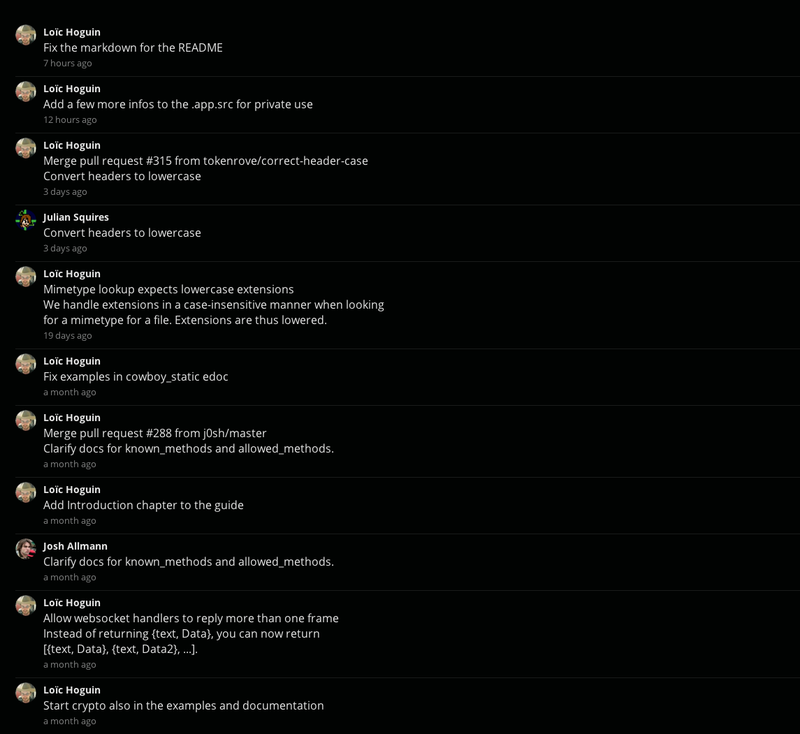 Loïc Hoguin
Fix the markdown for the README
7 hours ago
Loïc Hoguin
Add a few more infos to the .app.src for private use
12 hours ago
Loïc Hoguin
Merge pull request #315 from tokenrove/correct-header-case
Convert headers to lowercase
3 days ago
Julian Squires
Convert headers to lowercase
3 days ago
Loïc Hoguin
Mimetype lookup expects lowercase extensions
We handle extensions in a case-insensitive manner when looking
for a mimetype for a file. Extensions are thus lowered.
19 days ago
Loïc Hoguin
Fix examples in cowboy_static edoc
a month ago
Loïc Hoguin
Merge pull request #288 from j0sh/master
Clarify docs for known_methods and allowed_methods.
a month ago
Loïc Hoguin
Add Introduction chapter to the guide
a month ago
Josh Allmann
Clarify docs for known_methods and allowed_methods.
a month ago
Loïc Hoguin
Allow websocket handlers to reply more than one frame
Instead of returning {text, Data}, you can now return
[{text, Data}, {text, Data2}, ...].
a month ago
Loïc Hoguin
Start crypto also in the examples and documentation
a month ago